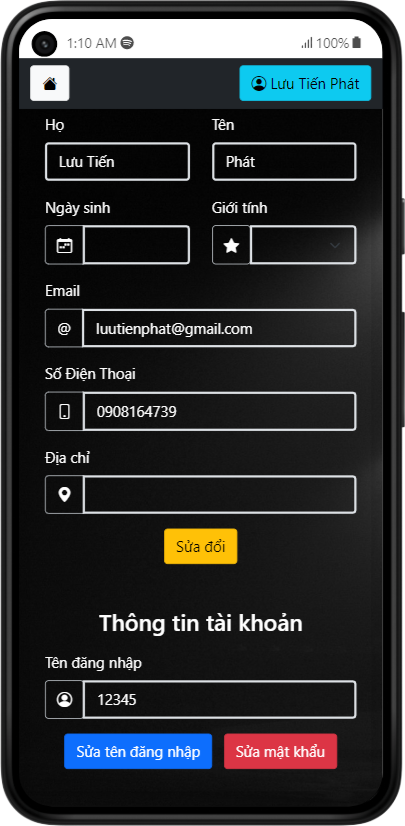 1:10 AM 100%
Lưu Tiến Phát
Họ Tên
Lưu Tiến Phát
Ngày sinh Giới tính
Email
@ luutienphat@gmail.com
Số Điện Thoại
0908164739
Địa chỉ
Sửa đổi
Thông tin tài khoản
Tên đăng nhập
12345
Sửa tên đăng nhập Sửa mật khẩu